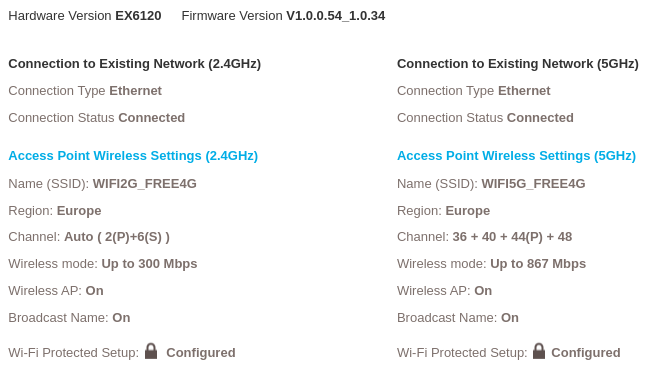 Hardware Version EX6120 Firmware Version V1.0.0.54_1.0.34
Connection to Existing Network (2.4GHz)
Connection Type Ethernet
Connection Status Connected
Access Point Wireless Settings (2.4GHz)
Name (SSID): WIFI2G_FREE4G
Region: Europe
Channel: Auto ( 2(P)+6(S) )
Wireless mode: Up to 300 Mbps
Wireless AP: On
Broadcast Name: On
Wi-Fi Protected Setup: Configured
Connection to Existing Network (5GHz)
Connection Type Ethernet
Connection Status Connected
Access Point Wireless Settings (5GHz)
Name (SSID): WIFI5G_FREE4G
Region: Europe
Channel: 36 + 40 + 44(P) + 48
Wireless mode: Up to 867 Mbps
Wireless AP: On
Broadcast Name: On
Wi-Fi Protected Setup: Configured